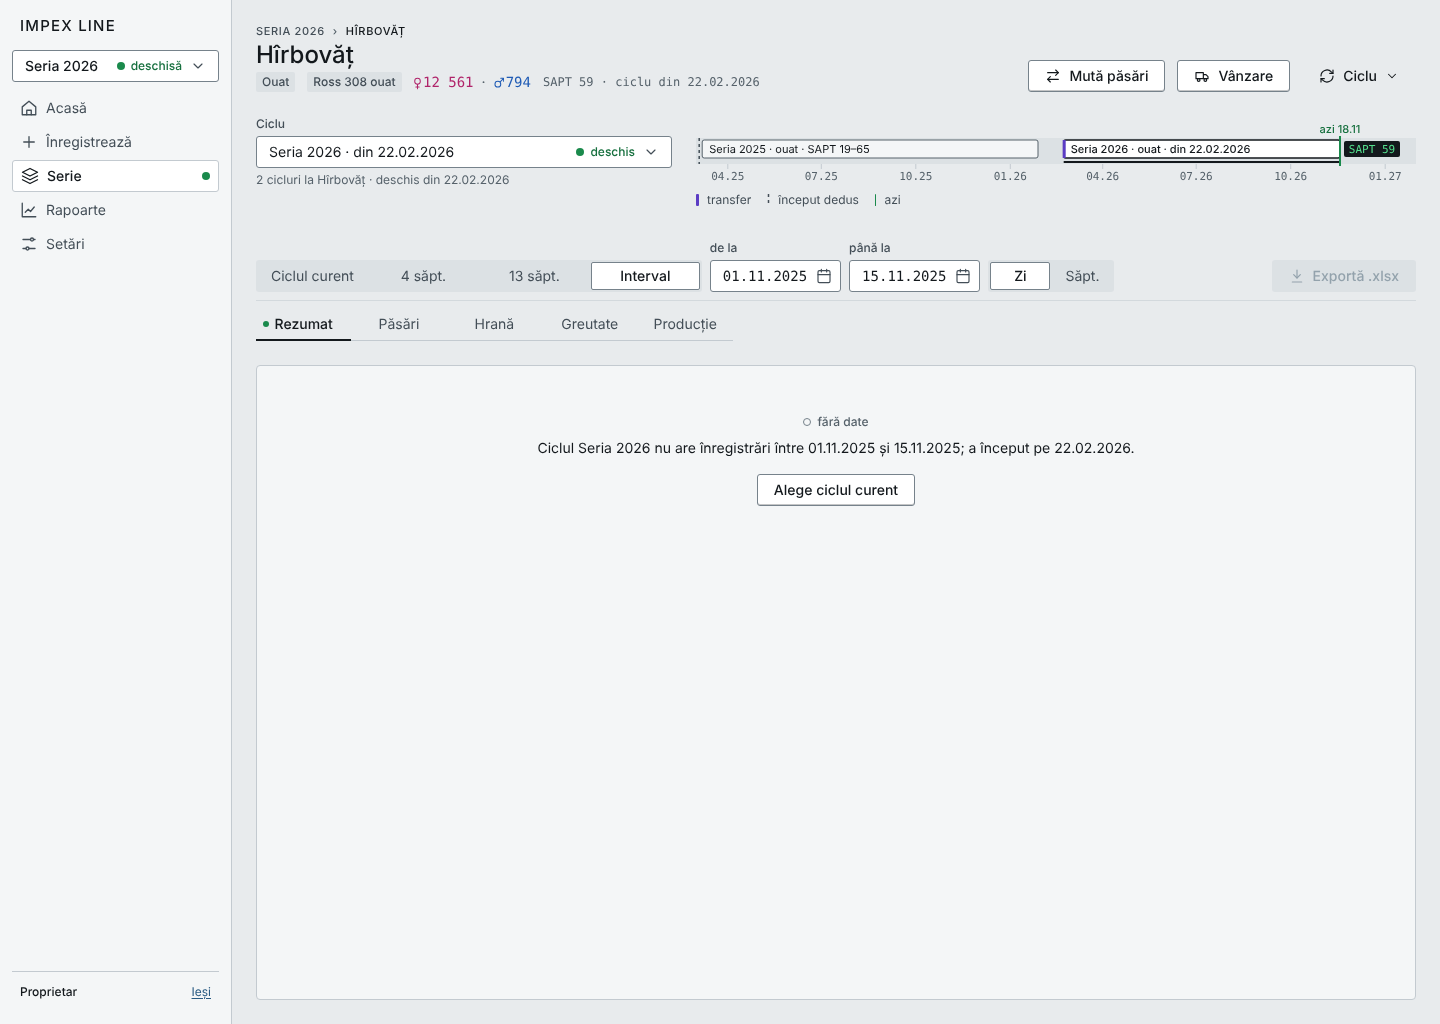 IMPEX LINE
Seria 2026 deschisă
Acasă
Înregistrează
Serie
Rapoarte
Setări
Proprietar Ieși
SERIA 2026 › HÎRBOVĂȚ
Hîrbovăț
Ouat Ross 308 ouat ♀12 561 · ♂794 SAPT 59 · ciclu din 22.02.2026
Mută păsări Vânzare Ciclu
Ciclu
Seria 2026 · din 22.02.2026 deschis
2 cicluri la Hîrbovăț · deschis din 22.02.2026
azi 18.11
Seria 2025 · ouat · SAPT 19–65 Seria 2026 · ouat · din 22.02.2026 SAPT 59
04.25 07.25 10.25 01.26 04.26 07.26 10.26 01.27
transfer început dedus azi
de la până la
Ciclul curent 4 săpt. 13 săpt. Interval 01.11.2025 15.11.2025 Zi Săpt. Exportă .xlsx
Rezumat Păsări Hrană Greutate Producție
fără date
Ciclul Seria 2026 nu are înregistrări între 01.11.2025 și 15.11.2025; a început pe 22.02.2026.
Alege ciclul curent